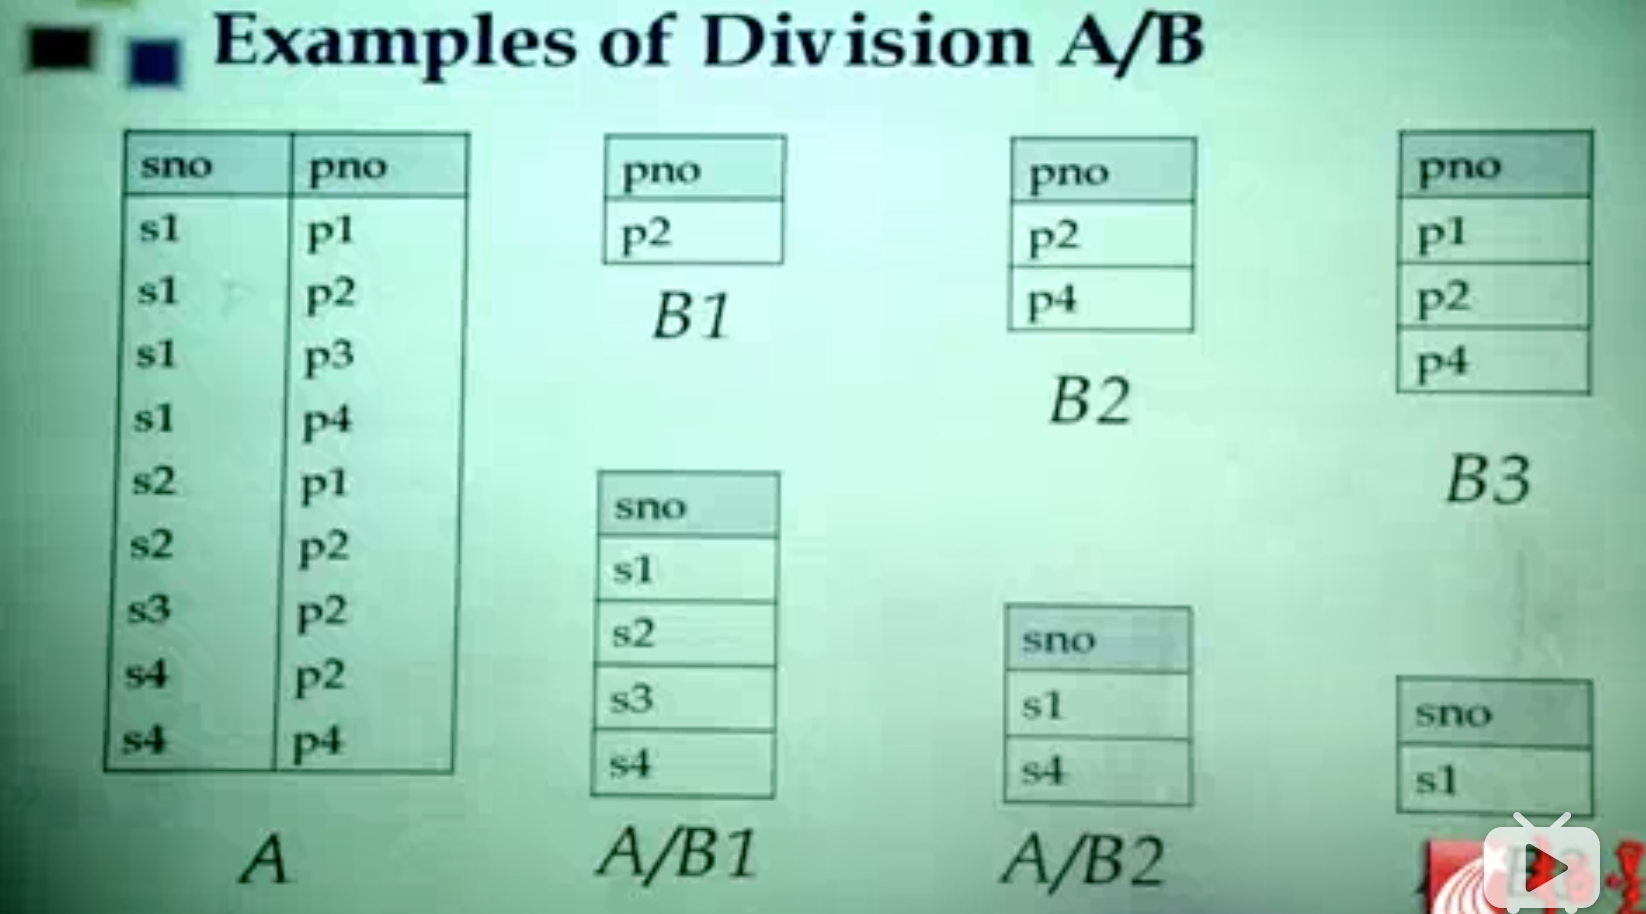 Examples of Division A/B
sno pno
s1 p1
s1 p2
s1 p3
s1 p4
s2 p1
s2 p2
s3 p2
s4 p2
s4 p4
A
pno
p2
B1
sno
s1
s2
s3
s4
A/B1
pno
p2
p4
B2
sno
s1
s4
A/B2
pno
p1
p2
p4
B3
sno
s1